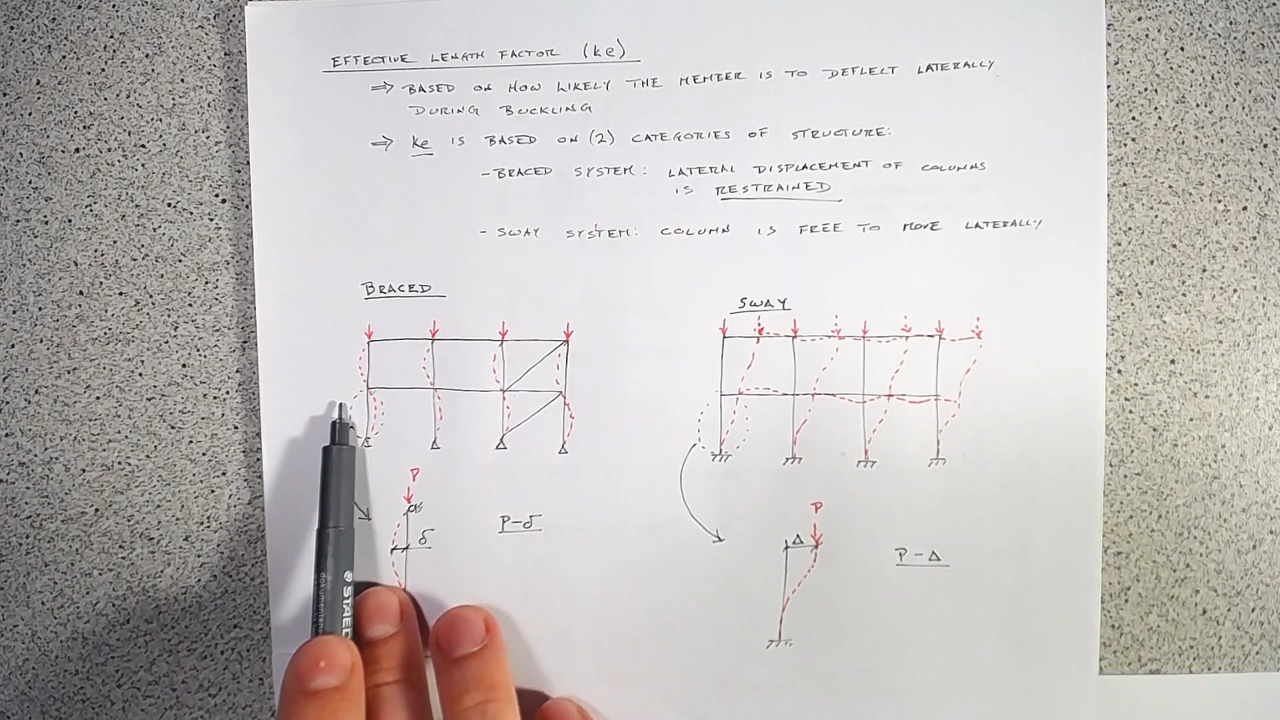 EFFECTIVE LENGTH FACTOR (ke)
⇒ BASED ON HOW LIKELY THE MEMBER IS TO DEFLECT LATERALLY
DURING BUCKLING
⇒ ke IS BASED ON (2) CATEGORIES OF STRUCTURE:
- BRACED SYSTEM: LATERAL DISPLACEMENT OF COLUMNS
IS RESTRAINED
- SWAY SYSTEM: COLUMN IS FREE TO MOVE LATERALLY
BRACED
SWAY
P
δ
P-δ
P
Δ
P-Δ
STAED
dokumenten